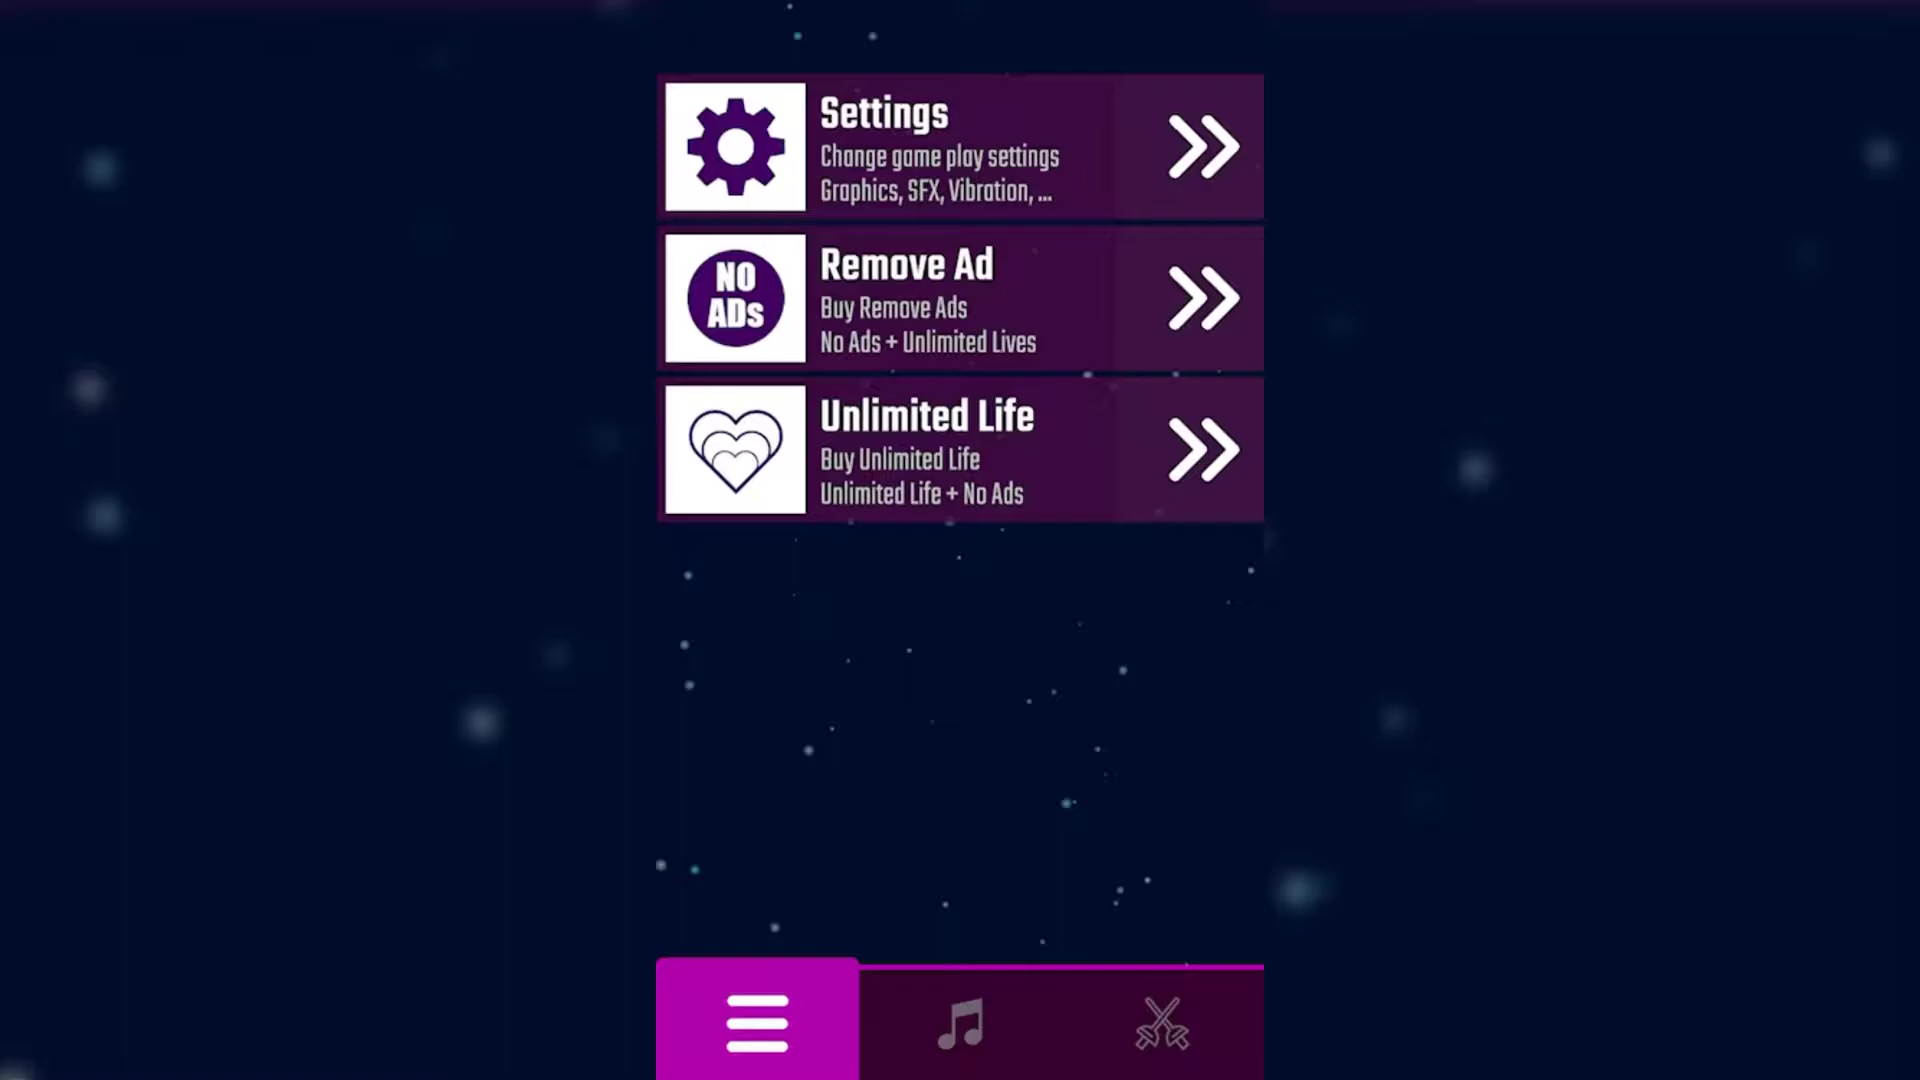 Settings
Change game play settings
Graphics, SFX, Vibration, ...
NO
ADs
Remove Ad
Buy Remove Ads
No Ads + Unlimited Lives
Unlimited Life
Buy Unlimited Life
Unlimited Life + No Ads